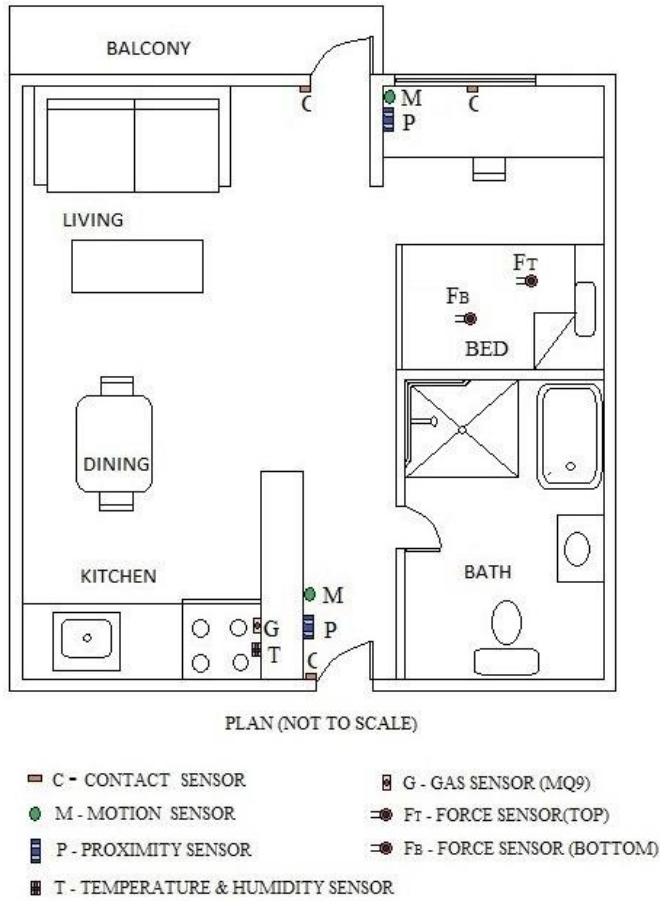 BALCONY
C
M
C
P
LIVING
FT
FB
BED
DINING
KITCHEN
BATH
M
G
P
T
C
PLAN (NOT TO SCALE)
C - CONTACT SENSOR
G - GAS SENSOR (MQ9)
M - MOTION SENSOR
FT - FORCE SENSOR(TOP)
P - PROXIMITY SENSOR
FB - FORCE SENSOR (BOTTOM)
T - TEMPERATURE & HUMIDITY SENSOR